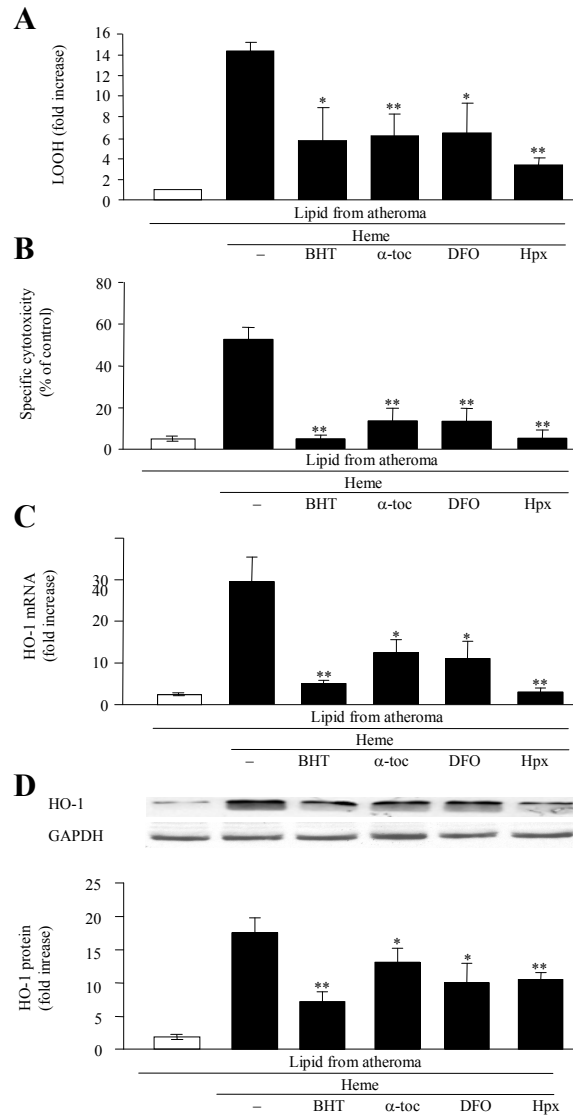 A
LOOH (fold increase)
16
14
12
10
8
6
4
2
0
* ** * **
Lipid from atheroma
Heme
– BHT α-toc DFO Hpx
B
Specific cytotoxicity
(% of control)
80
60
40
20
0
** ** ** **
Lipid from atheroma
Heme
– BHT α-toc DFO Hpx
C
HO-1 mRNA
(fold increase)
30
40
20
10
0
** * * **
Lipid from atheroma
Heme
– BHT α-toc DFO Hpx
D
HO-1
GAPDH
HO-1 protein
(fold inrease)
25
20
15
10
5
0
** * * **
Lipid from atheroma
Heme
– BHT α-toc DFO Hpx